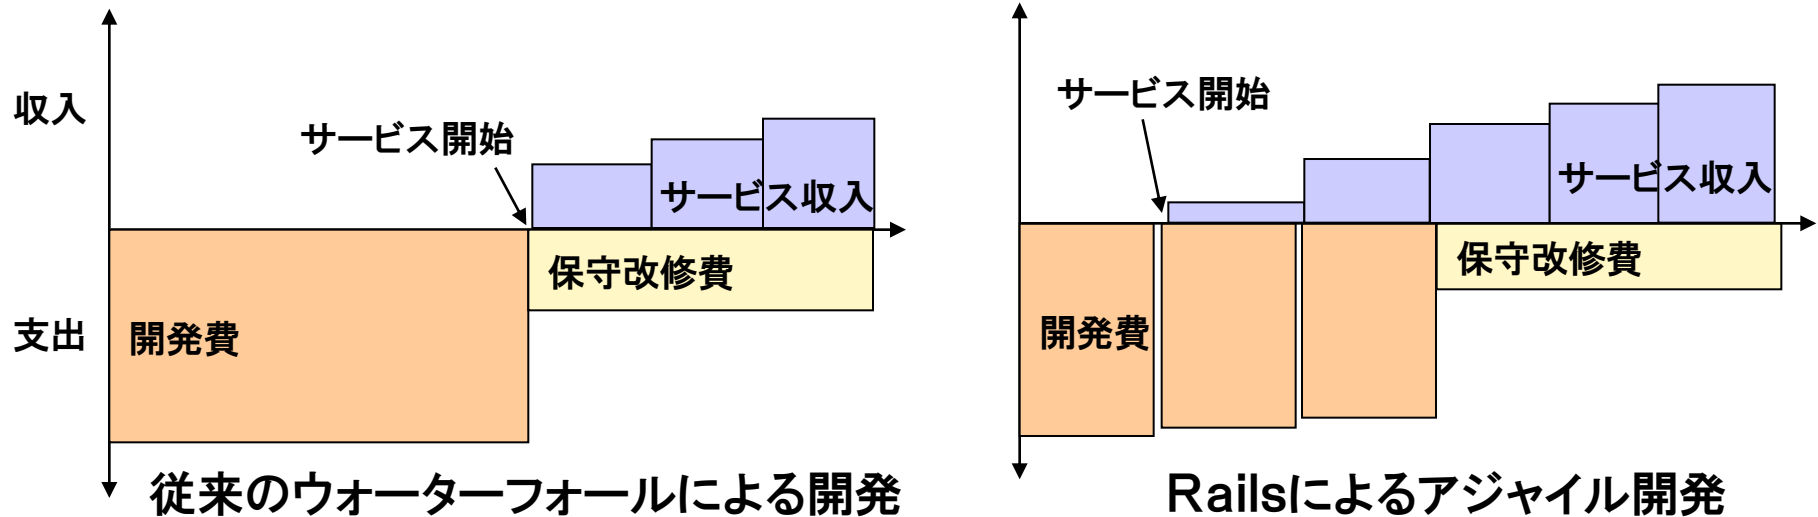 収入
サービス開始
サービス収入
保守改修費
支出
開発費
従来のウォーターフォールによる開発
サービス開始
サービス収入
保守改修費
開発費
Railsによるアジャイル開発